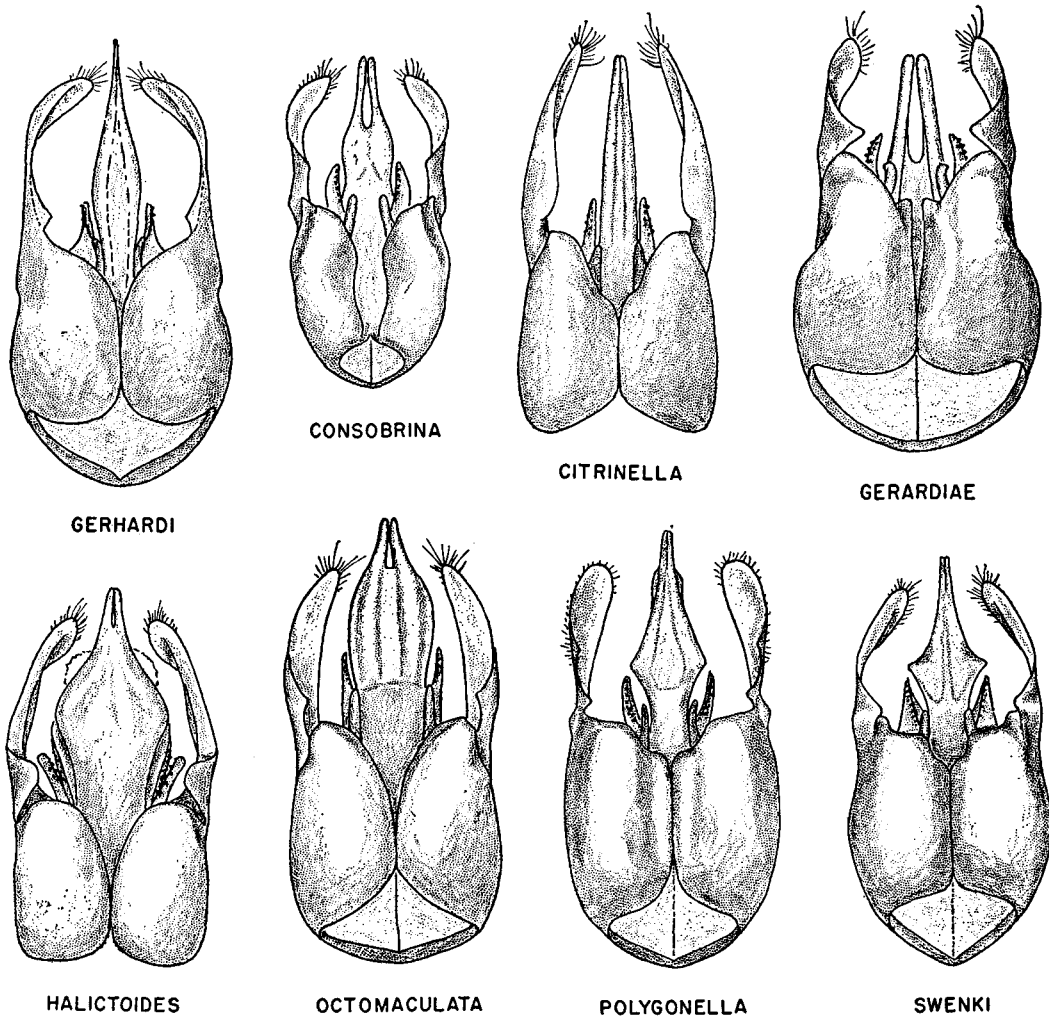 GERHARDI
CONSOBRINA
CITRINELLA
GERARDIAE
HALICTOIDES
OCTOMACULATA
POLYGONELLA
SWENKI